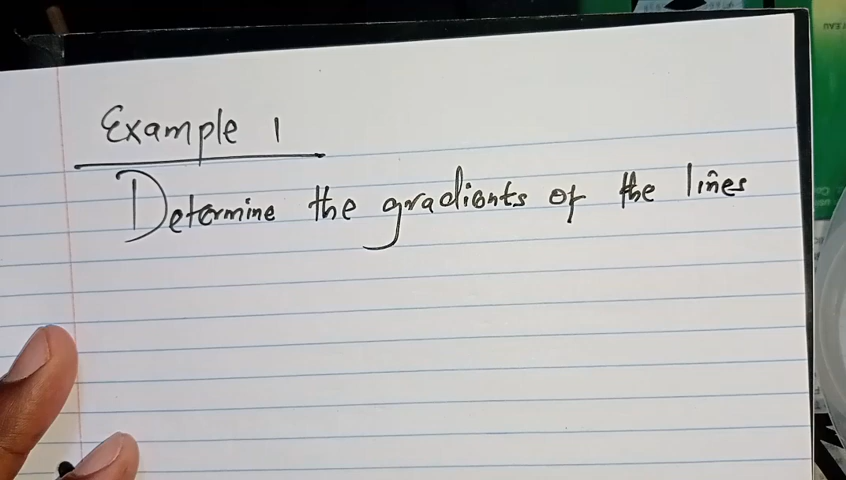 Example 1
Determine the gradients of the lines